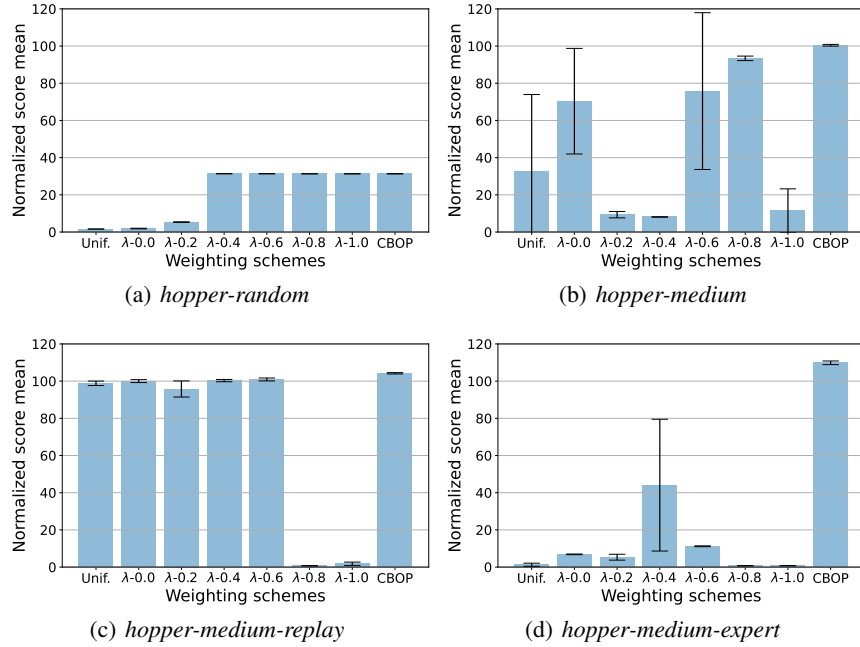 120
100
80
60
40
20
0
Normalized score mean
Unif. λ-0.0 λ-0.2 λ-0.4 λ-0.6 λ-0.8 λ-1.0 CBOP
Weighting schemes
(a) hopper-random
120
100
80
60
40
20
0
Normalized score mean
Unif. λ-0.0 λ-0.2 λ-0.4 λ-0.6 λ-0.8 λ-1.0 CBOP
Weighting schemes
(b) hopper-medium
120
100
80
60
40
20
0
Normalized score mean
Unif. λ-0.0 λ-0.2 λ-0.4 λ-0.6 λ-0.8 λ-1.0 CBOP
Weighting schemes
(c) hopper-medium-replay
120
100
80
60
40
20
0
Normalized score mean
Unif. λ-0.0 λ-0.2 λ-0.4 λ-0.6 λ-0.8 λ-1.0 CBOP
Weighting schemes
(d) hopper-medium-expert